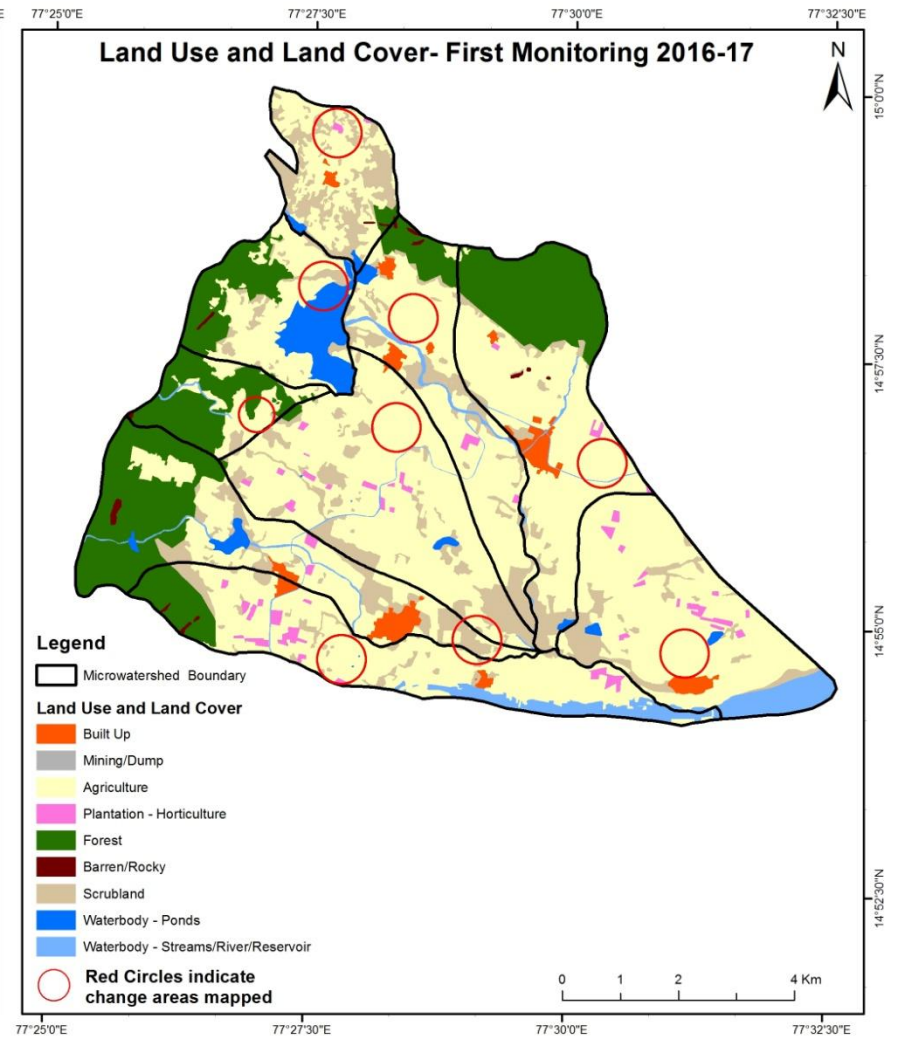 E 77°25'0"E 77°27'30"E 77°30'0"E 77°32'30"E
Land Use and Land Cover- First Monitoring 2016-17
N
15°0'0"N
14°57'30"N
14°55'0"N
14°52'30"N
Legend
Microwatershed Boundary
Land Use and Land Cover
Built Up
Mining/Dump
Agriculture
Plantation - Horticulture
Forest
Barren/Rocky
Scrubland
Waterbody - Ponds
Waterbody - Streams/River/Reservoir
Red Circles indicate
change areas mapped
0 1 2 4 Km
77°25'0"E 77°27'30"E 77°30'0"E 77°32'30"E